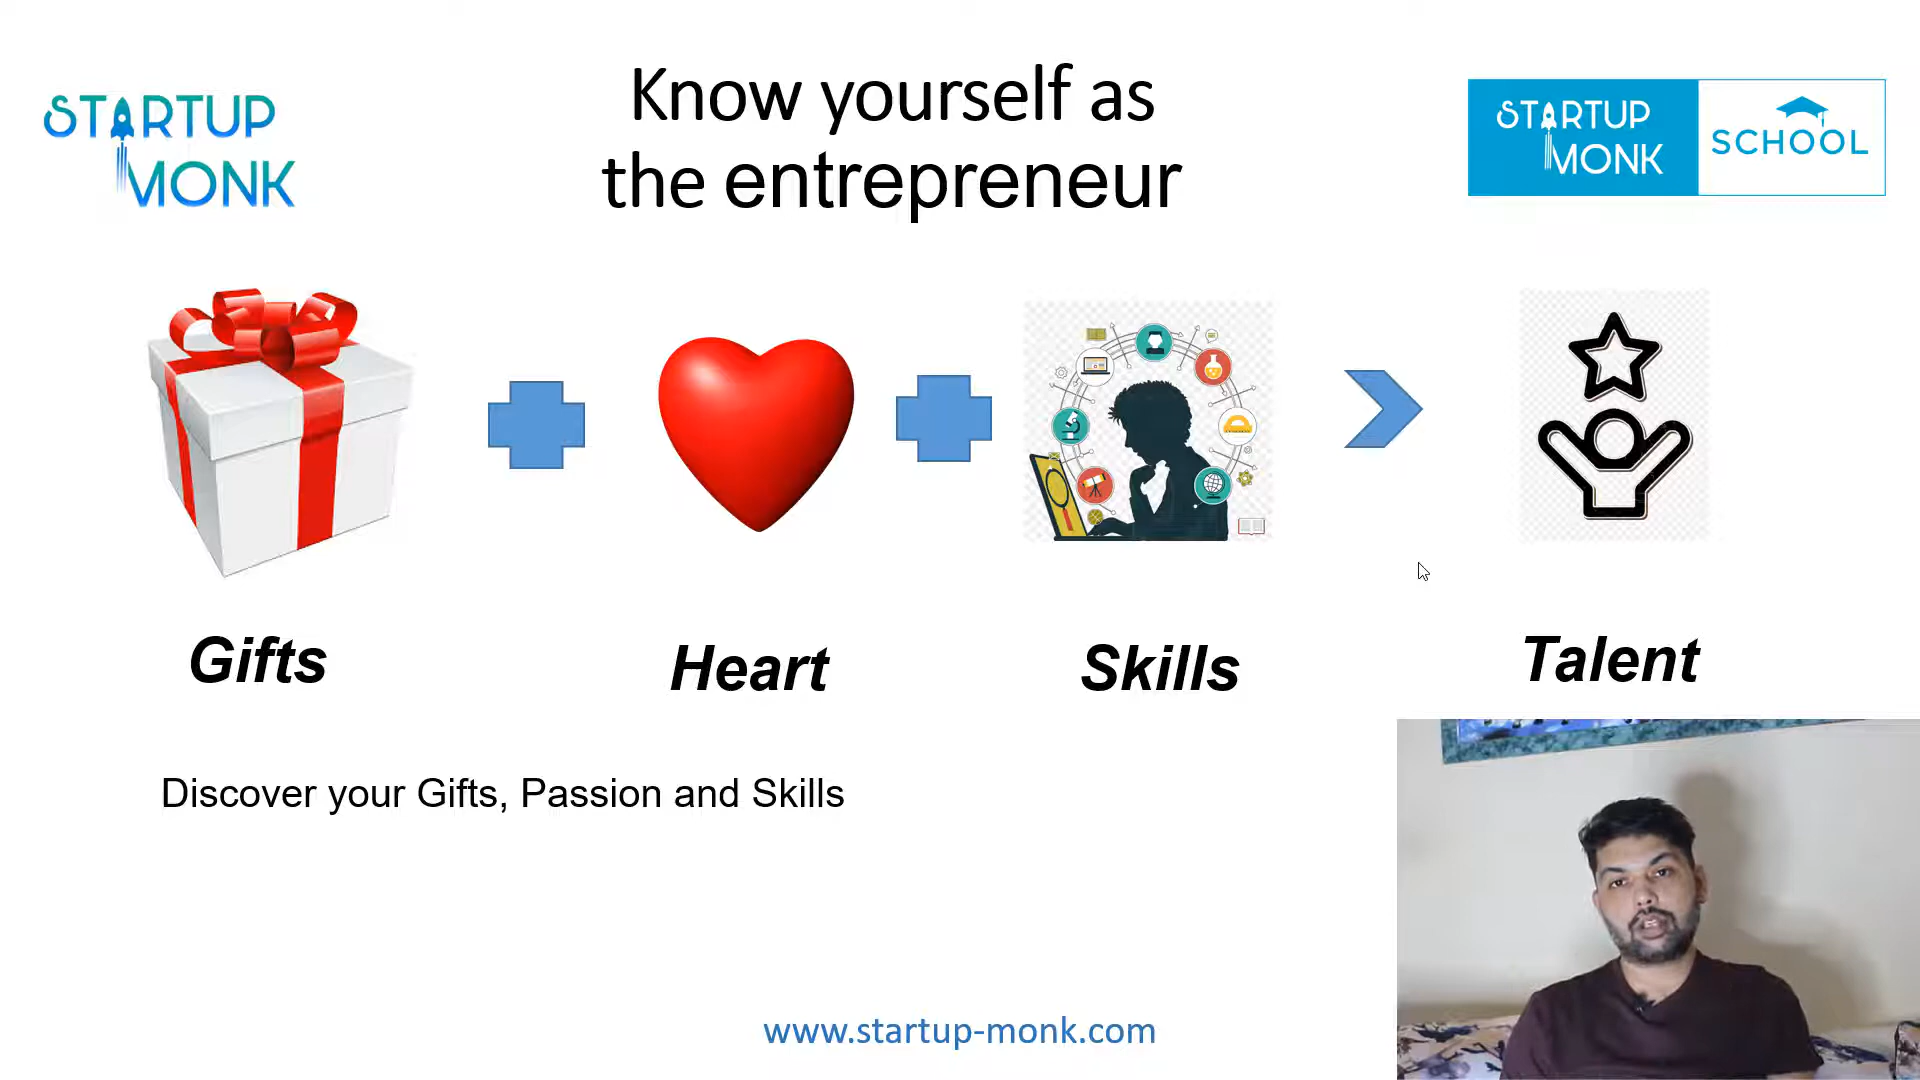 STARTUP
MONK
Know yourself as
the entrepreneur
STARTUP
MONK
SCHOOL
Gifts
Heart
Skills
Talent
Discover your Gifts, Passion and Skills
www.startup-monk.com